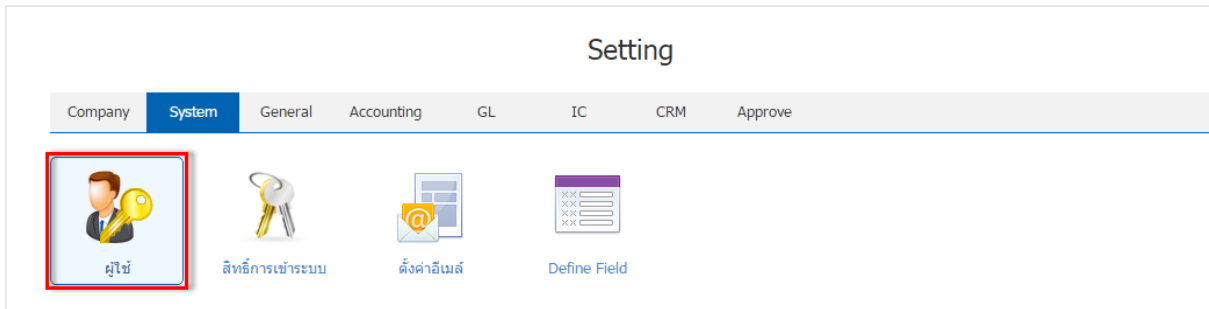 Setting
Company System General Accounting GL IC CRM Approve
ผู้ใช้ สิทธิ์การเข้าระบบ ตั้งค่าอีเมล์ Define Field